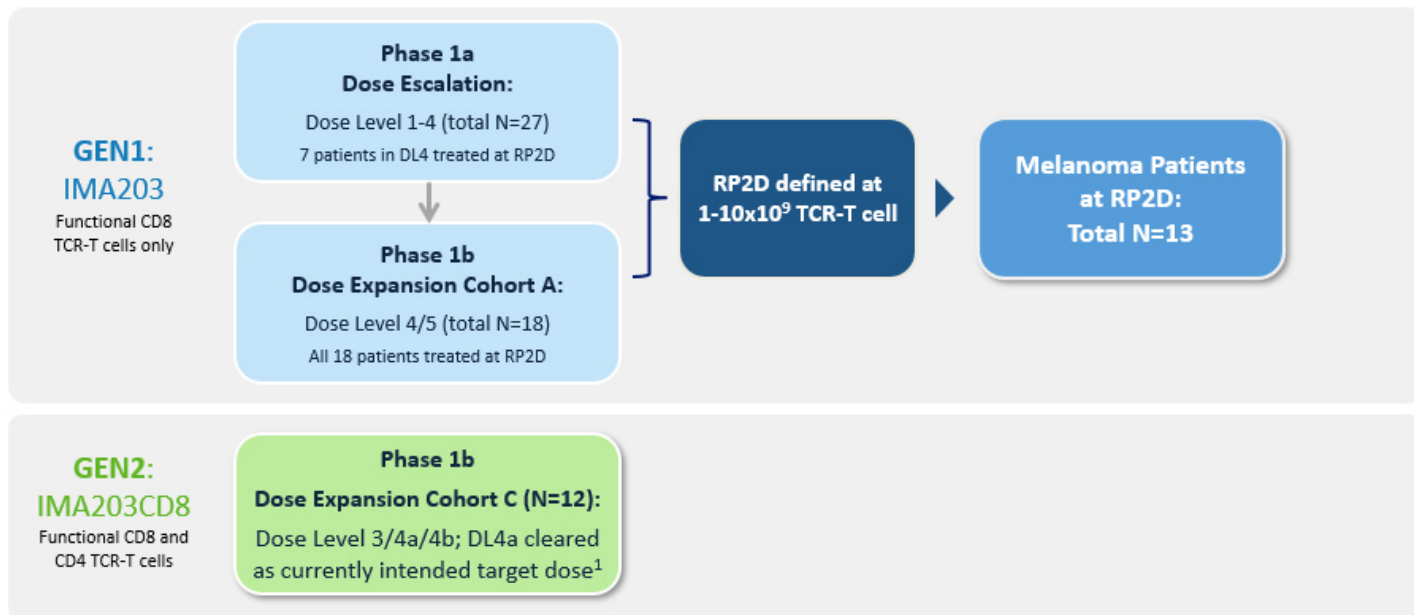 GEN1:
IMA203
Functional CD8
TCR-T cells only
Phase 1a
Dose Escalation:
Dose Level 1-4 (total N=27)
7 patients in DL4 treated at RP2D
Phase 1b
Dose Expansion Cohort A:
Dose Level 4/5 (total N=18)
All 18 patients treated at RP2D
RP2D defined at
1-10x10⁹ TCR-T cell
Melanoma Patients
at RP2D:
Total N=13
GEN2:
IMA203CD8
Functional CD8 and
CD4 TCR-T cells
Phase 1b
Dose Expansion Cohort C (N=12):
Dose Level 3/4a/4b; DL4a cleared
as currently intended target dose¹